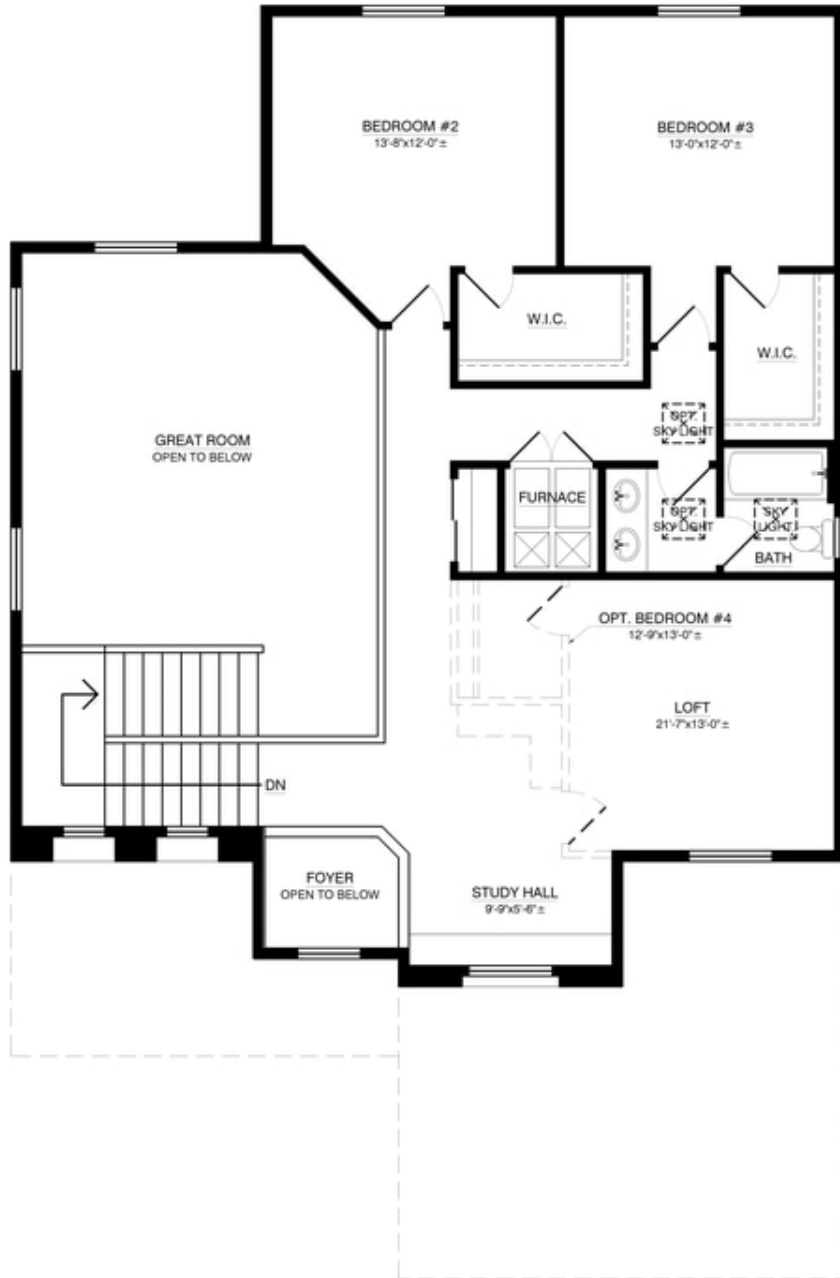 BEDROOM #2
13'-8"x12'-0"±
BEDROOM #3
13'-0"x12'-0"±
W.I.C.
W.I.C.
GREAT ROOM
OPEN TO BELOW
OPT.
SKY LIGHT
FURNACE
OPT.
SKY LIGHT
SKY
LIGHT
BATH
OPT. BEDROOM #4
12'-9"x13'-0"±
LOFT
21'-7"x13'-0"±
DN
FOYER
OPEN TO BELOW
STUDY HALL
9'-9"x5'-6"±